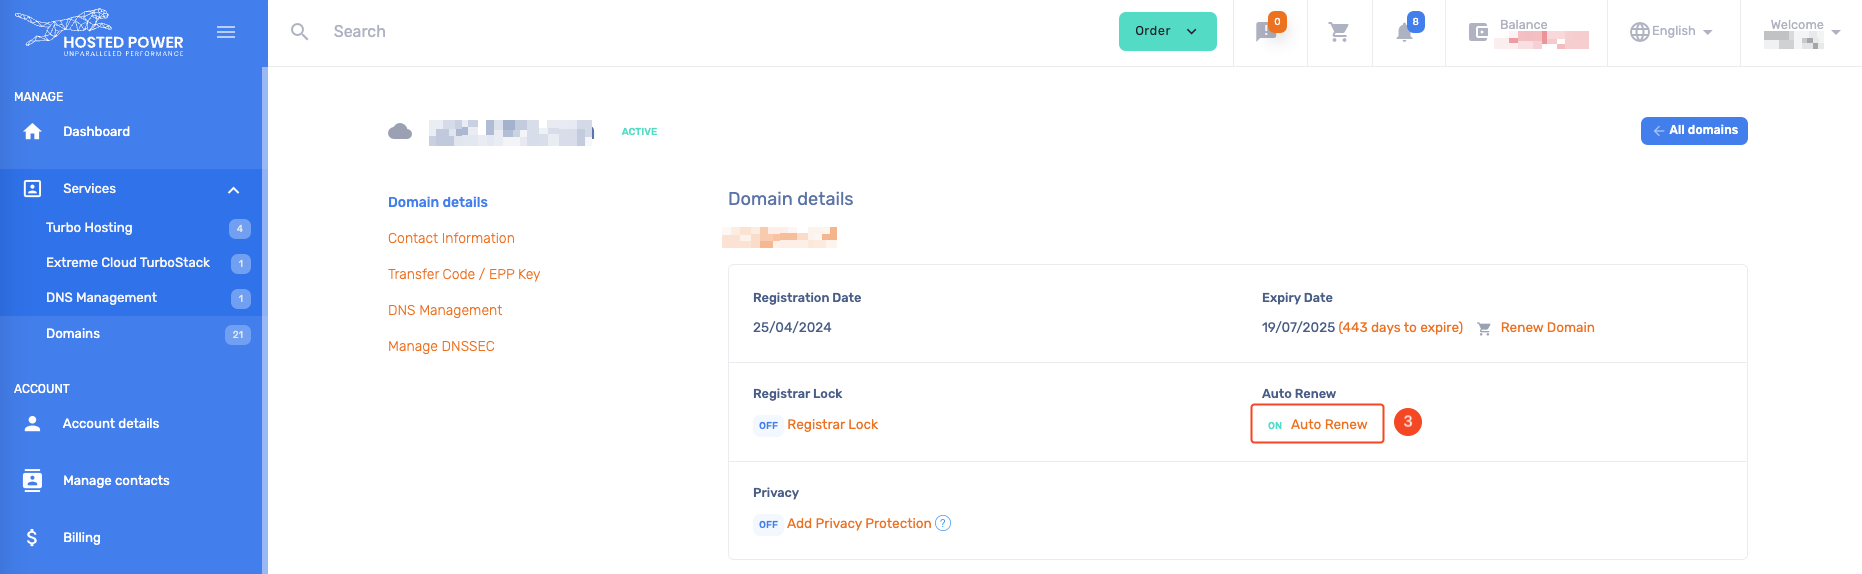 HOSTED POWER
UNPARALLELED PERFORMANCE
Search
Order
0
8
Balance
English
Welcome
MANAGE
Dashboard
Services
Turbo Hosting 4
Extreme Cloud TurboStack 1
DNS Management 1
Domains 21
ACCOUNT
Account details
Manage contacts
$ Billing
ACTIVE
← All domains
Domain details
Contact Information
Transfer Code / EPP Key
DNS Management
Manage DNSSEC
Domain details
Registration Date
25/04/2024
Expiry Date
19/07/2025 (443 days to expire) Renew Domain
Registrar Lock
OFF Registrar Lock
Auto Renew
ON Auto Renew 3
Privacy
OFF Add Privacy Protection ?